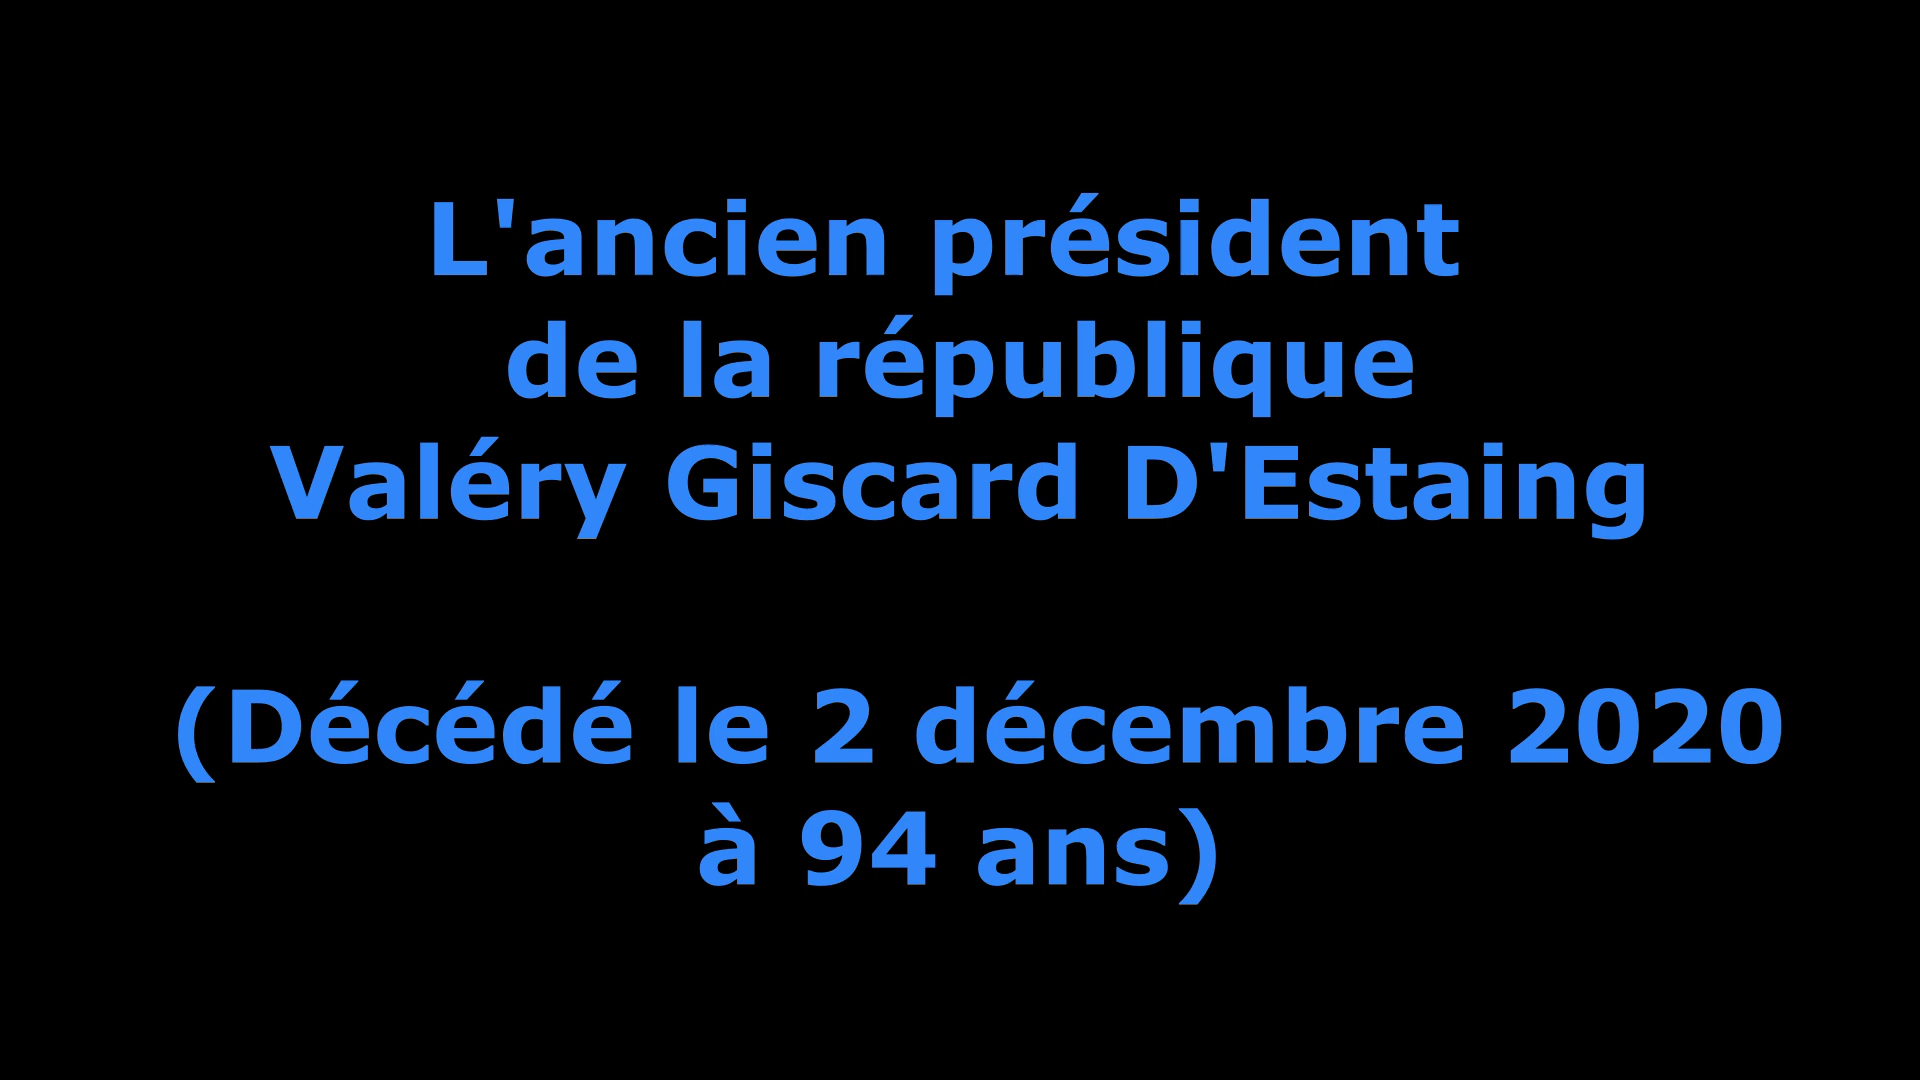 L'ancien président
de la république
Valéry Giscard D'Estaing
(Décédé le 2 décembre 2020
à 94 ans)